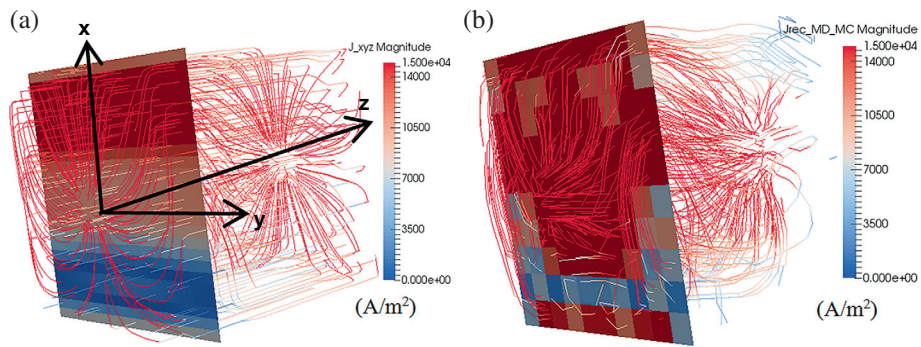 (a)
x
J_xyz Magnitude
1.500e+04
14000
10500
7000
3500
0.000e+00
z
y
(A/m²)
(b)
Jrec_MD_MC Magnitude
1.500e+04
14000
10500
7000
3500
0.000e+00
(A/m²)